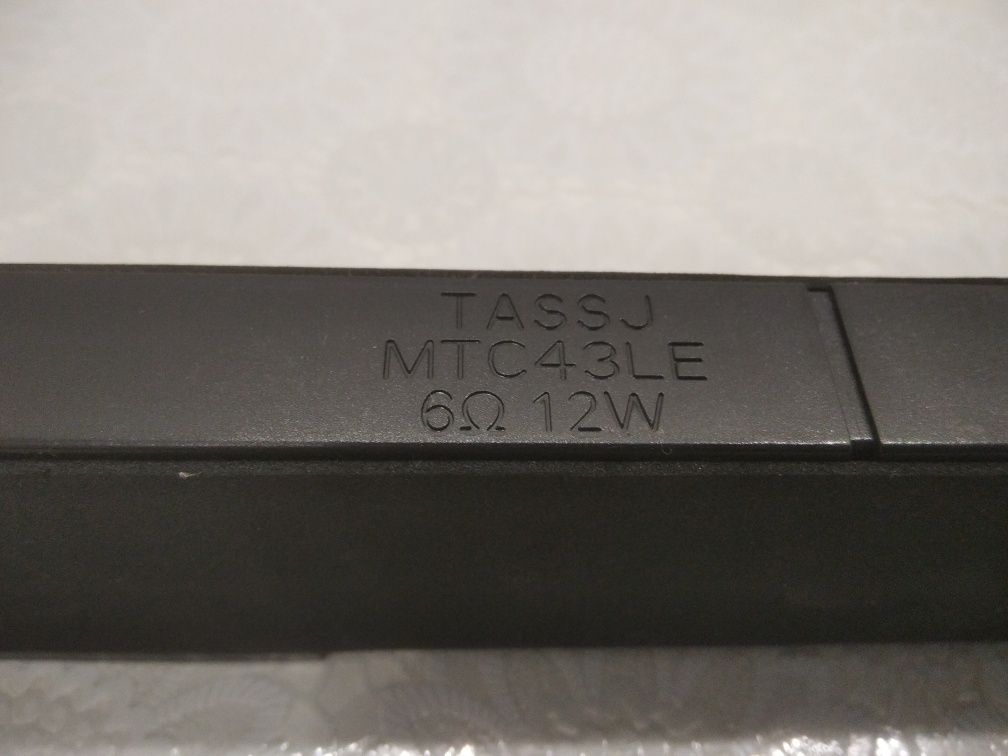 TASSJ
MTC43LE
6Ω 12W